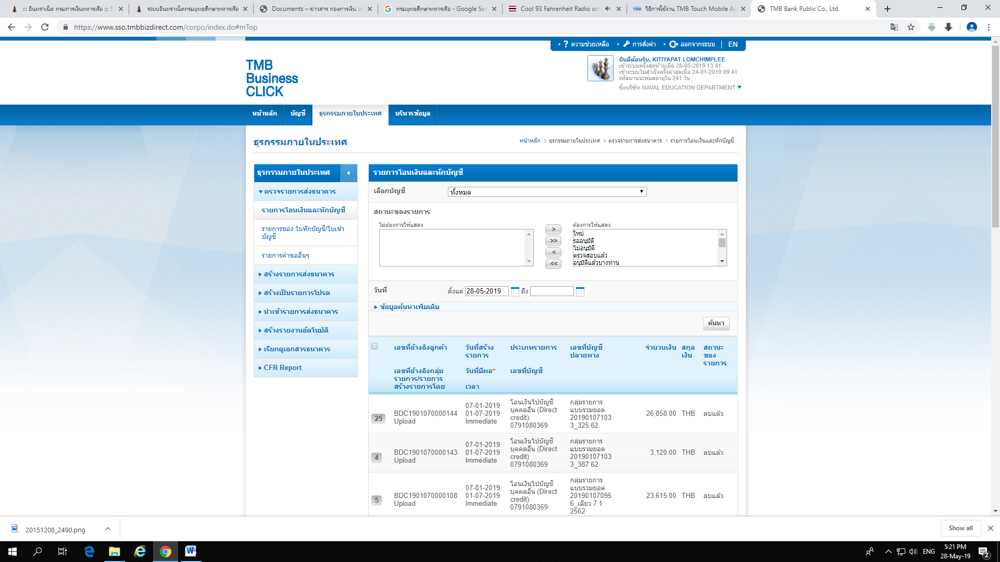 ::: อินทราเน็ต กรมการเงินทหารเรือ ::: N
ระบบอินทราเน็ตกรมยุทธศึกษาทหารเรือ
Documents – ข่าวสาร กองการเงิน ยศ
กรมยุทธศึกษาทหารเรือ - Google Sea
Cool 93 Fahrenheit Radio onl
วิธีการใช้งาน TMB Touch Mobile Ap
TMB Bank Public Co., Ltd.
https://www.sso.tmbbizdirect.com/corpo/index.do#mTop
? ความช่วยเหลือ
การตั้งค่า
ออกจากระบบ
EN
TMB
Business
CLICK
ยินดีต้อนรับ, KITIYAPAT LOMCHIMPLEE
เข้าระบบครั้งสุดท้ายเมื่อ 28-05-2019 13:41
เข้าระบบไม่สำเร็จครั้งล่าสุดเมื่อ 24-01-2019 09:41
รหัสผ่านจะหมดอายุใน 241 วัน
ชื่อบริษัท NAVAL EDUCATION DEPARTMENT
หน้าหลัก
บัญชี
ธุรกรรมภายในประเทศ
บริหารข้อมูล
ธุรกรรมภายในประเทศ
หน้าหลัก > ธุรกรรมภายในประเทศ > ตรวจรายการส่งธนาคาร > รายการโอนเงินและหักบัญชี
ธุรกรรมภายในประเทศ
ตรวจรายการส่งธนาคาร
รายการโอนเงินและหักบัญชี
รายการของ ใบหักบัญชี/ใบเข้า
บัญชี
รายการคำขออื่นๆ
สร้างรายการส่งธนาคาร
สร้างเป็นรายการโปรด
นำเข้ารายการส่งธนาคาร
สร้างรายงานอัตโนมัติ
เรียกดูเอกสารธนาคาร
CFR Report
รายการโอนเงินและหักบัญชี
เลือกบัญชี
ทั้งหมด
สถานะของรายการ
ไม่ต้องการให้แสดง
>
>>
<
<<
ต้องการให้แสดง
ใหม่
รออนุมัติ
ไม่อนุมัติ
ตรวจสอบแล้ว
อนุมัติแล้วบางท่าน
วันที่
ตั้งแต่ 28-05-2019 ถึง
ข้อมูลค้นหาเพิ่มเติม
ค้นหา
เลขที่อ้างอิงลูกค้า
เลขที่อ้างอิงกลุ่ม
รายการ/รายการ
สร้างรายการโดย
วันที่สร้าง
รายการ
วันที่มีผล
เวลา
ประเภทรายการ
เลขที่บัญชี
เลขที่บัญชี
ปลายทาง
จำนวนเงิน
สกุล
เงิน
สถานะ
ของ
รายการ
25
BDC1901070000144
Upload
07-01-2019
01-07-2019
Immediate
โอนเงินไปบัญชี
บุคคลอื่น (Direct
credit)
0791080369
กลุ่มรายการ
แบบรวมยอด
20190107103
3_325 62
26,858.00
THB
ลบแล้ว
4
BDC1901070000143
Upload
07-01-2019
01-07-2019
Immediate
โอนเงินไปบัญชี
บุคคลอื่น (Direct
credit)
0791080369
กลุ่มรายการ
แบบรวมยอด
20190107103
3_387 62
3,120.00
THB
ลบแล้ว
5
BDC1901070000108
Upload
07-01-2019
01-07-2019
Immediate
โอนเงินไปบัญชี
บุคคลอื่น (Direct
credit)
0791080369
กลุ่มรายการ
แบบรวมยอด
20190107095
6_เดียว 7 1
2562
23,615.00
THB
ลบแล้ว
20151208_2490.png
Show all
ENG
5:21 PM
28-May-19
2